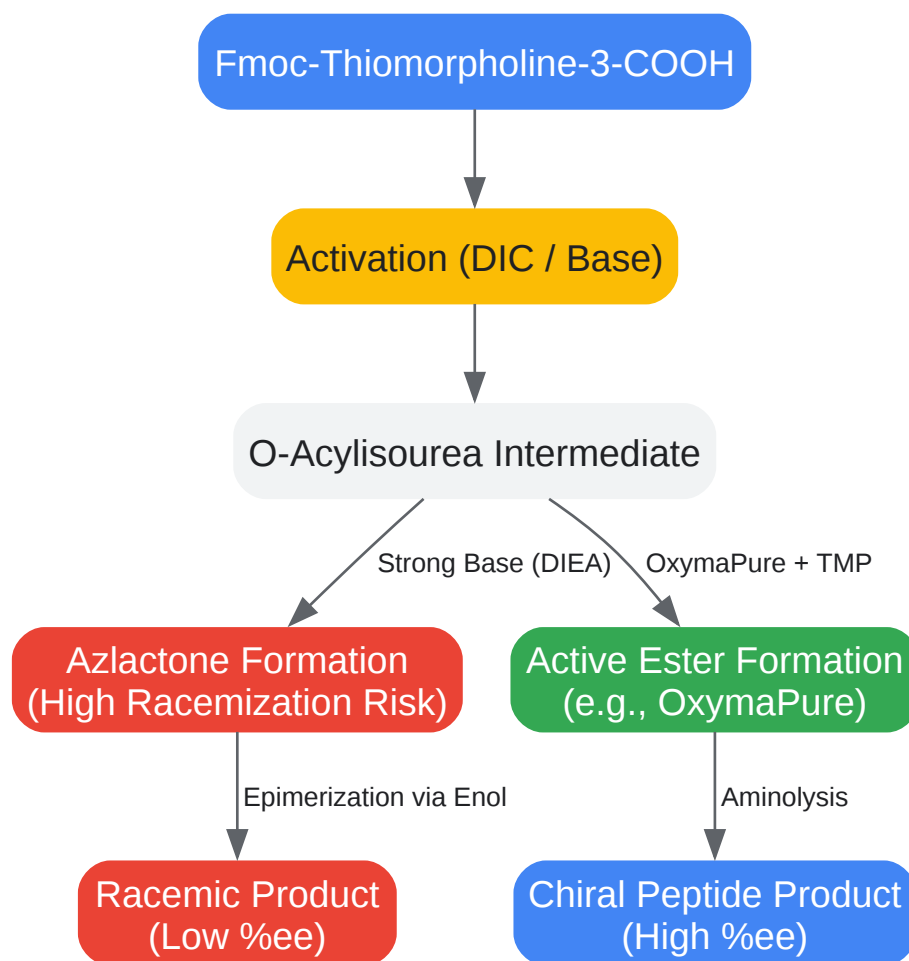 Fmoc-Thiomorpholine-3-COOH
Activation (DIC / Base)
O-Acylisourea Intermediate
Strong Base (DIEA)
OxymaPure + TMP
Azlactone Formation
(High Racemization Risk)
Active Ester Formation
(e.g., OxymaPure)
Epimerization via Enol
Aminolysis
Racemic Product
(Low %ee)
Chiral Peptide Product
(High %ee)